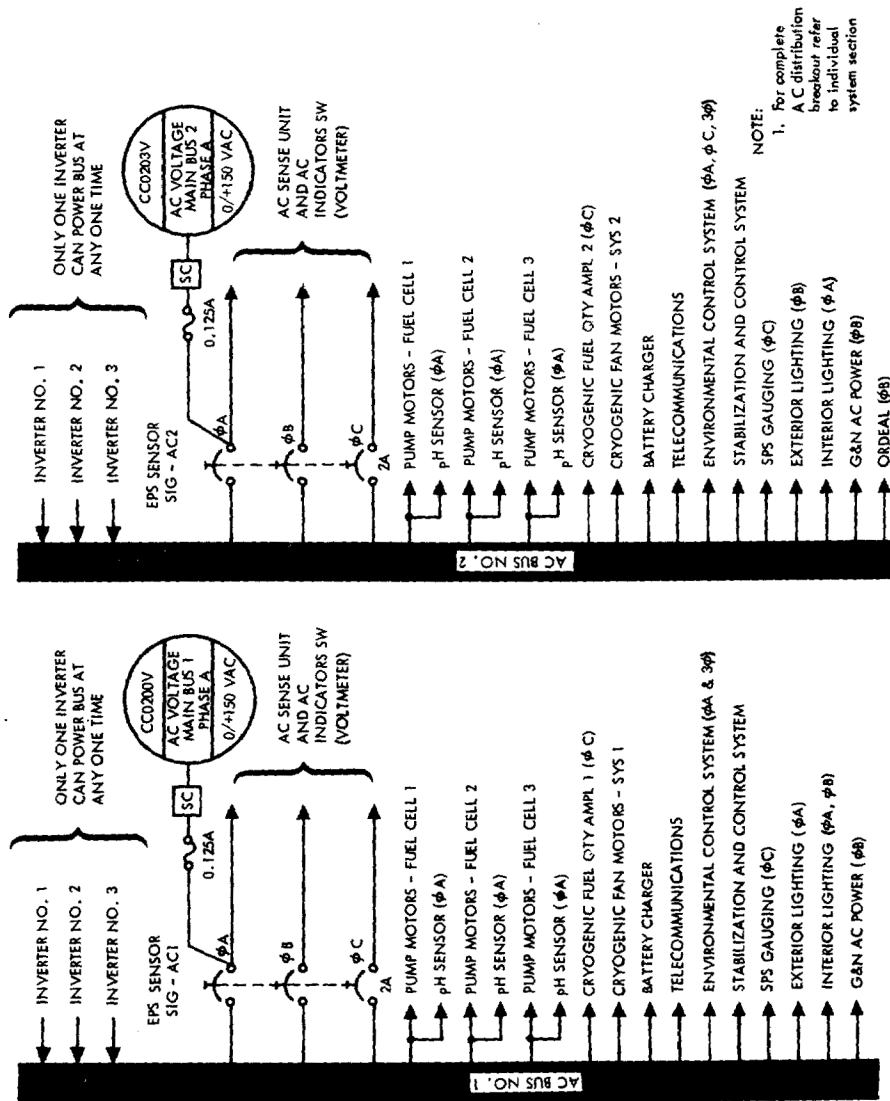 ONLY ONE INVERTER
CAN POWER BUS AT
ANY ONE TIME
INVERTER NO. 1
INVERTER NO. 2
INVERTER NO. 3
EPS SENSOR
SIG - AC1
0.125A
SC
CC0200V
AC VOLTAGE
MAIN BUS 1
PHASE A
0/+150 VAC
ϕA
ϕB
ϕC
2A
AC SENSE UNIT
AND AC
INDICATORS SW
(VOLTMETER)
PUMP MOTORS - FUEL CELL 1
pH SENSOR (ϕA)
PUMP MOTORS - FUEL CELL 2
pH SENSOR (ϕA)
PUMP MOTORS - FUEL CELL 3
pH SENSOR (ϕA)
CRYOGENIC FUEL QTY AMPL 1 (ϕC)
CRYOGENIC FAN MOTORS - SYS 1
BATTERY CHARGER
TELECOMMUNICATIONS
ENVIRONMENTAL CONTROL SYSTEM (ϕA & 3ϕ)
STABILIZATION AND CONTROL SYSTEM
SPS GAUGING (ϕC)
EXTERIOR LIGHTING (ϕA)
INTERIOR LIGHTING (ϕA, ϕB)
G&N AC POWER (ϕB)
AC BUS NO. 1
ONLY ONE INVERTER
CAN POWER BUS AT
ANY ONE TIME
INVERTER NO. 1
INVERTER NO. 2
INVERTER NO. 3
EPS SENSOR
SIG - AC2
0.125A
SC
CC0203V
AC VOLTAGE
MAIN BUS 2
PHASE A
0/+150 VAC
ϕA
ϕB
ϕC
2A
AC SENSE UNIT
AND AC
INDICATORS SW
(VOLTMETER)
PUMP MOTORS - FUEL CELL 1
pH SENSOR (ϕA)
PUMP MOTORS - FUEL CELL 2
pH SENSOR (ϕA)
PUMP MOTORS - FUEL CELL 3
pH SENSOR (ϕA)
CRYOGENIC FUEL QTY AMPL 2 (ϕC)
CRYOGENIC FAN MOTORS - SYS 2
BATTERY CHARGER
TELECOMMUNICATIONS
ENVIRONMENTAL CONTROL SYSTEM (ϕA, ϕC, 3ϕ)
STABILIZATION AND CONTROL SYSTEM
SPS GAUGING (ϕC)
EXTERIOR LIGHTING (ϕB)
INTERIOR LIGHTING (ϕA)
G&N AC POWER (ϕB)
ORDEAL (ϕB)
AC BUS NO. 2
NOTE:
1. For complete
A C distribution
breakout refer
to individual
system section